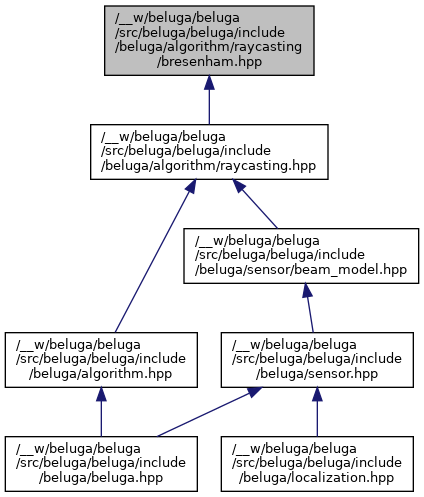 /__w/beluga/beluga
/src/beluga/beluga/include
/beluga/algorithm/raycasting
/bresenham.hpp
/__w/beluga/beluga
/src/beluga/beluga/include
/beluga/algorithm/raycasting.hpp
/__w/beluga/beluga
/src/beluga/beluga/include
/beluga/sensor/beam_model.hpp
/__w/beluga/beluga
/src/beluga/beluga/include
/beluga/algorithm.hpp
/__w/beluga/beluga
/src/beluga/beluga/include
/beluga/sensor.hpp
/__w/beluga/beluga
/src/beluga/beluga/include
/beluga/beluga.hpp
/__w/beluga/beluga
/src/beluga/beluga/include
/beluga/localization.hpp